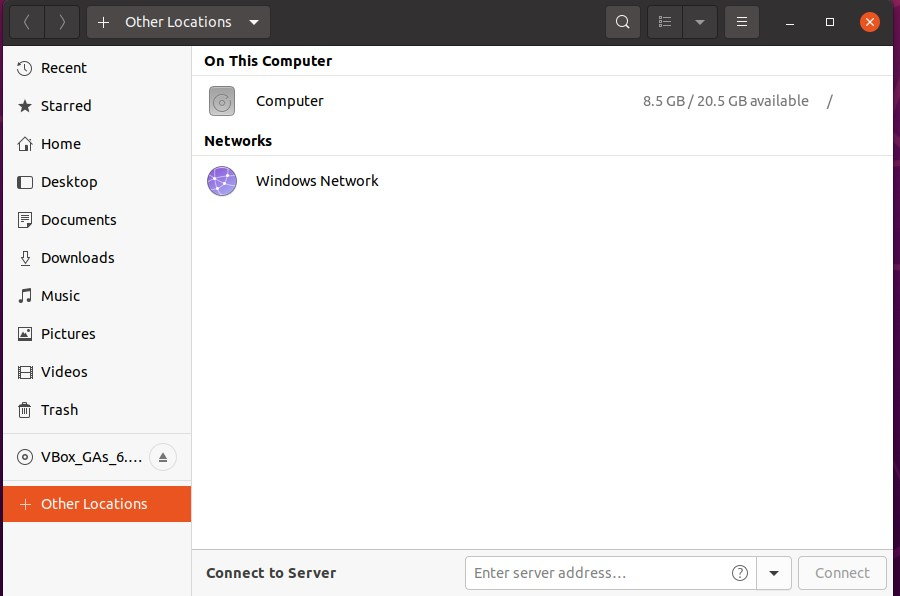 Other Locations
Recent
Starred
Home
Desktop
Documents
Downloads
Music
Pictures
Videos
Trash
VBox_GAs_6....
Other Locations
On This Computer
Computer 8.5 GB / 20.5 GB available /
Networks
Windows Network
Connect to Server Enter server address... Connect